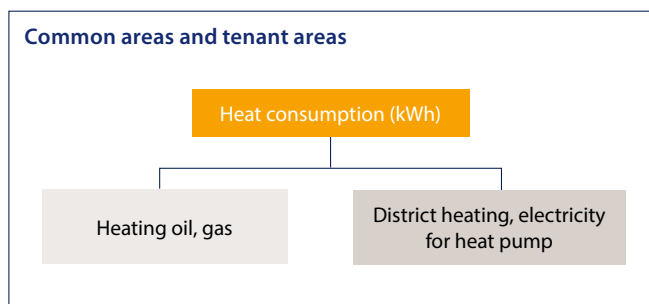 Common areas and tenant areas
Heat consumption (kWh)
Heating oil, gas
District heating, electricity
for heat pump